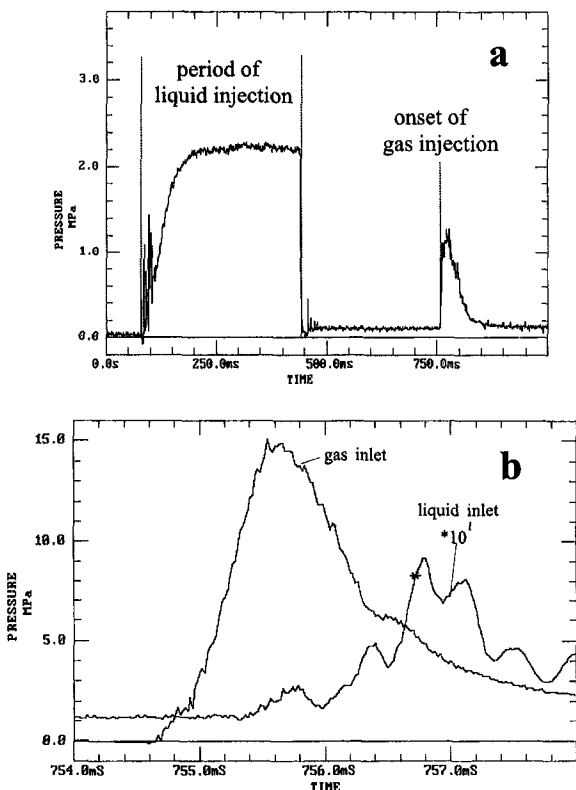 a
period of
liquid injection
onset of
gas injection
3.0
2.0
1.0
0.0
PRESSURE
MPa
0.0s
250.0ms
500.0ms
750.0ms
TIME
b
15.0
gas inlet
liquid inlet
*10¹
10.0
5.0
0.0
PRESSURE
MPa
754.0mS
755.0mS
756.0mS
757.0mS
TIME